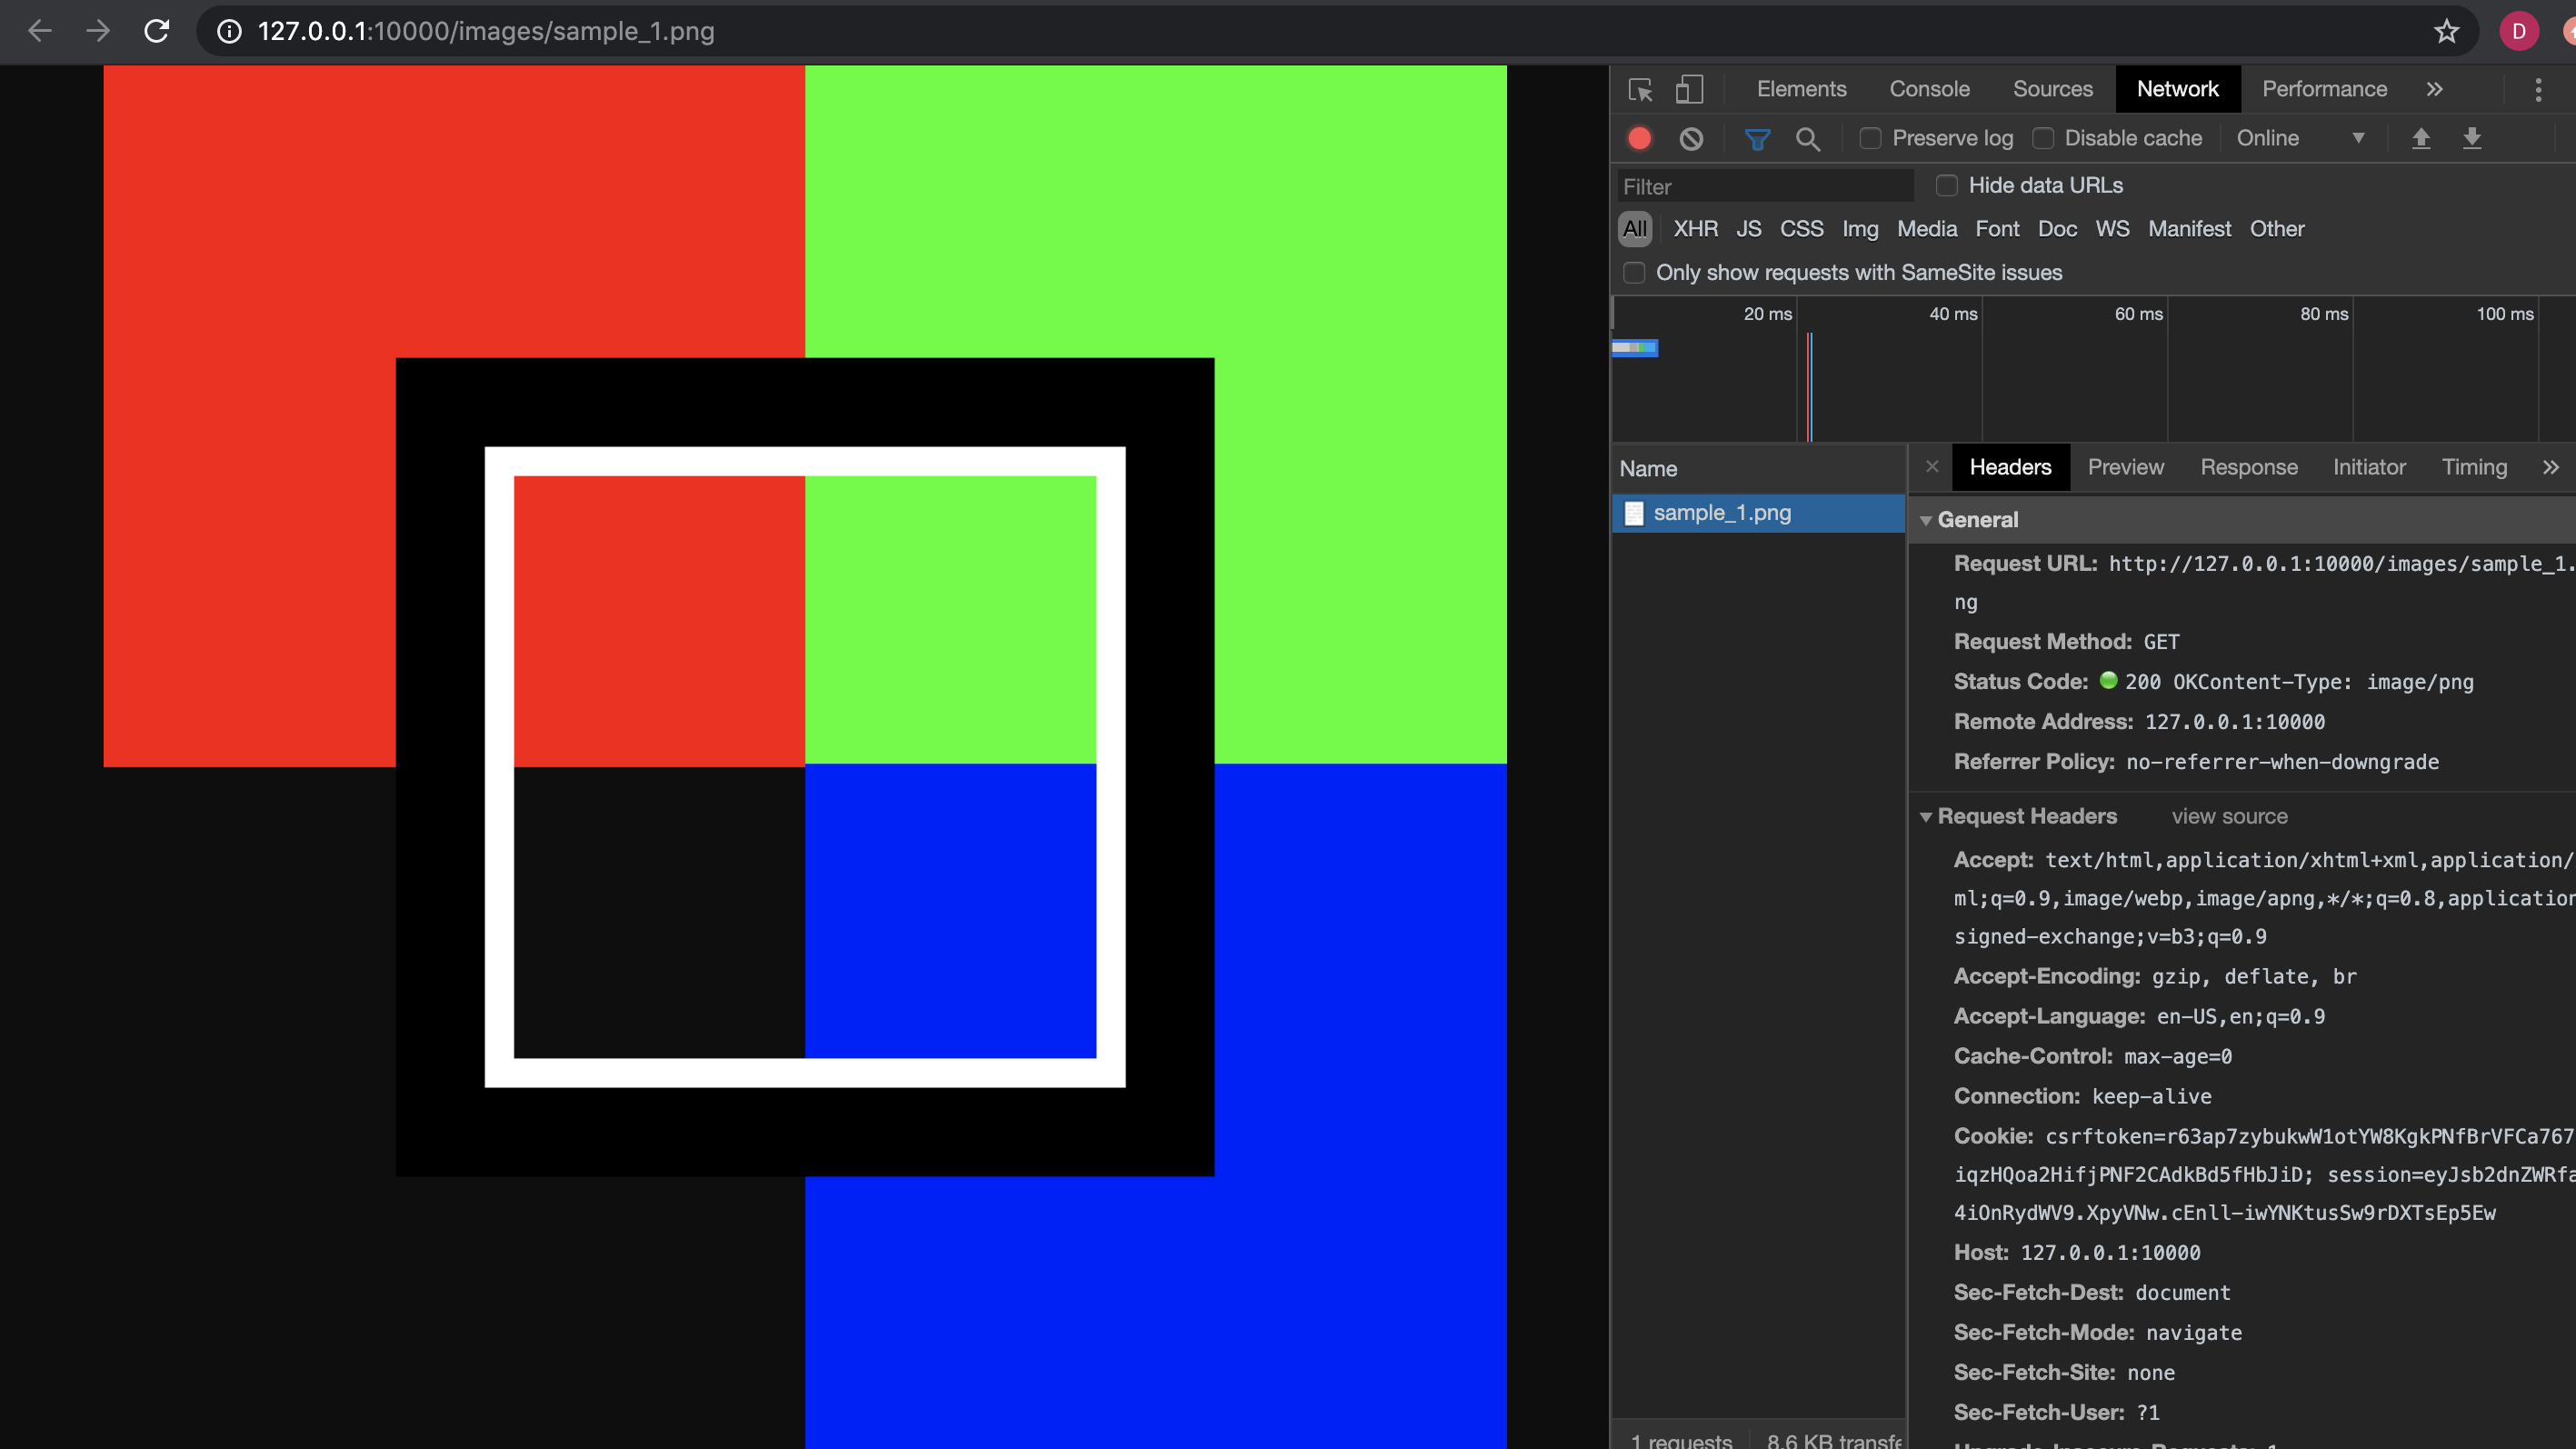 127.0.0.1:10000/images/sample_1.png
D
Elements Console Sources Network Performance
Preserve log Disable cache Online
Filter Hide data URLs
All XHR JS CSS Img Media Font Doc WS Manifest Other
Only show requests with SameSite issues
20 ms 40 ms 60 ms 80 ms 100 ms
Name
sample_1.png
Headers Preview Response Initiator Timing
General
Request URL: http://127.0.0.1:10000/images/sample_1.
ng
Request Method: GET
Status Code: 200 OKContent-Type: image/png
Remote Address: 127.0.0.1:10000
Referrer Policy: no-referrer-when-downgrade
Request Headers view source
Accept: text/html,application/xhtml+xml,application/
ml;q=0.9,image/webp,image/apng,*/*;q=0.8,application
signed-exchange;v=b3;q=0.9
Accept-Encoding: gzip, deflate, br
Accept-Language: en-US,en;q=0.9
Cache-Control: max-age=0
Connection: keep-alive
Cookie: csrftoken=r63ap7zybukwW1otYW8KgkPNfBrVFCa767
iqzHQoa2HifjPNF2CAdkBd5fHbJiD; session=eyJsb2dnZWRfa
4iOnRydWV9.XpyVNw.cEnll-iwYNKtusSw9rDXTsEp5Ew
Host: 127.0.0.1:10000
Sec-Fetch-Dest: document
Sec-Fetch-Mode: navigate
Sec-Fetch-Site: none
Sec-Fetch-User: ?1
1 requests 8.6 KB transfe